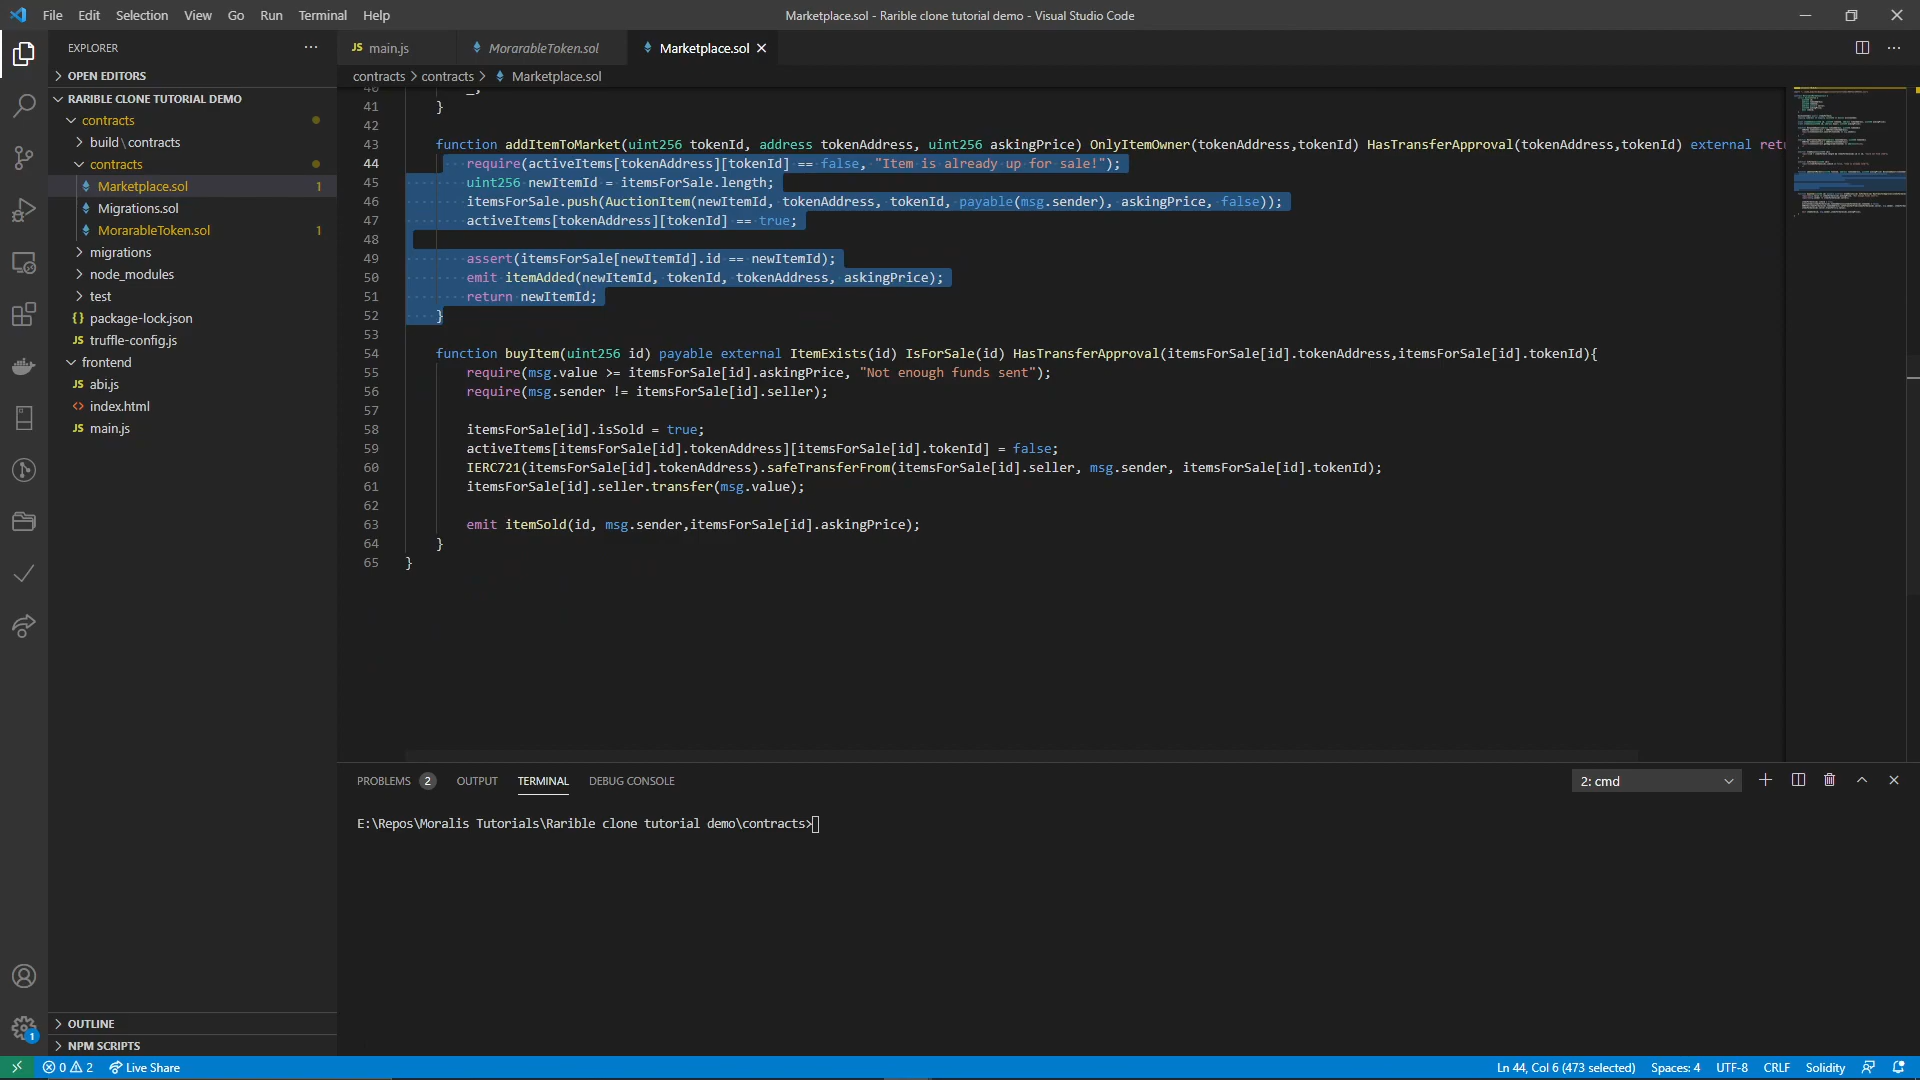 File Edit Selection View Go Run Terminal Help
Marketplace.sol - Rarible clone tutorial demo - Visual Studio Code
EXPLORER
OPEN EDITORS
RARIBLE CLONE TUTORIAL DEMO
contracts
build\contracts
contracts
Marketplace.sol 1
Migrations.sol
MorarableToken.sol 1
migrations
node_modules
test
{} package-lock.json
JS truffle-config.js
frontend
JS abi.js
<> index.html
JS main.js
OUTLINE
NPM SCRIPTS
JS main.js
MorarableToken.sol
Marketplace.sol
contracts > contracts > Marketplace.sol
40 _;
41 }
42
43 function addItemToMarket(uint256 tokenId, address tokenAddress, uint256 askingPrice) OnlyItemOwner(tokenAddress,tokenId) HasTransferApproval(tokenAddress,tokenId) external retu
44 require(activeItems[tokenAddress][tokenId] == false, "Item is already up for sale!");
45 uint256 newItemId = itemsForSale.length;
46 itemsForSale.push(AuctionItem(newItemId, tokenAddress, tokenId, payable(msg.sender), askingPrice, false));
47 activeItems[tokenAddress][tokenId] == true;
48
49 assert(itemsForSale[newItemId].id == newItemId);
50 emit itemAdded(newItemId, tokenId, tokenAddress, askingPrice);
51 return newItemId;
52 }
53
54 function buyItem(uint256 id) payable external ItemExists(id) IsForSale(id) HasTransferApproval(itemsForSale[id].tokenAddress,itemsForSale[id].tokenId){
55 require(msg.value >= itemsForSale[id].askingPrice, "Not enough funds sent");
56 require(msg.sender != itemsForSale[id].seller);
57
58 itemsForSale[id].isSold = true;
59 activeItems[itemsForSale[id].tokenAddress][itemsForSale[id].tokenId] = false;
60 IERC721(itemsForSale[id].tokenAddress).safeTransferFrom(itemsForSale[id].seller, msg.sender, itemsForSale[id].tokenId);
61 itemsForSale[id].seller.transfer(msg.value);
62
63 emit itemSold(id, msg.sender,itemsForSale[id].askingPrice);
64 }
65 }
PROBLEMS 2 OUTPUT TERMINAL DEBUG CONSOLE
2: cmd
E:\Repos\Moralis Tutorials\Rarible clone tutorial demo\contracts>
1
0 2 Live Share
Ln 44, Col 6 (473 selected) Spaces: 4 UTF-8 CRLF Solidity